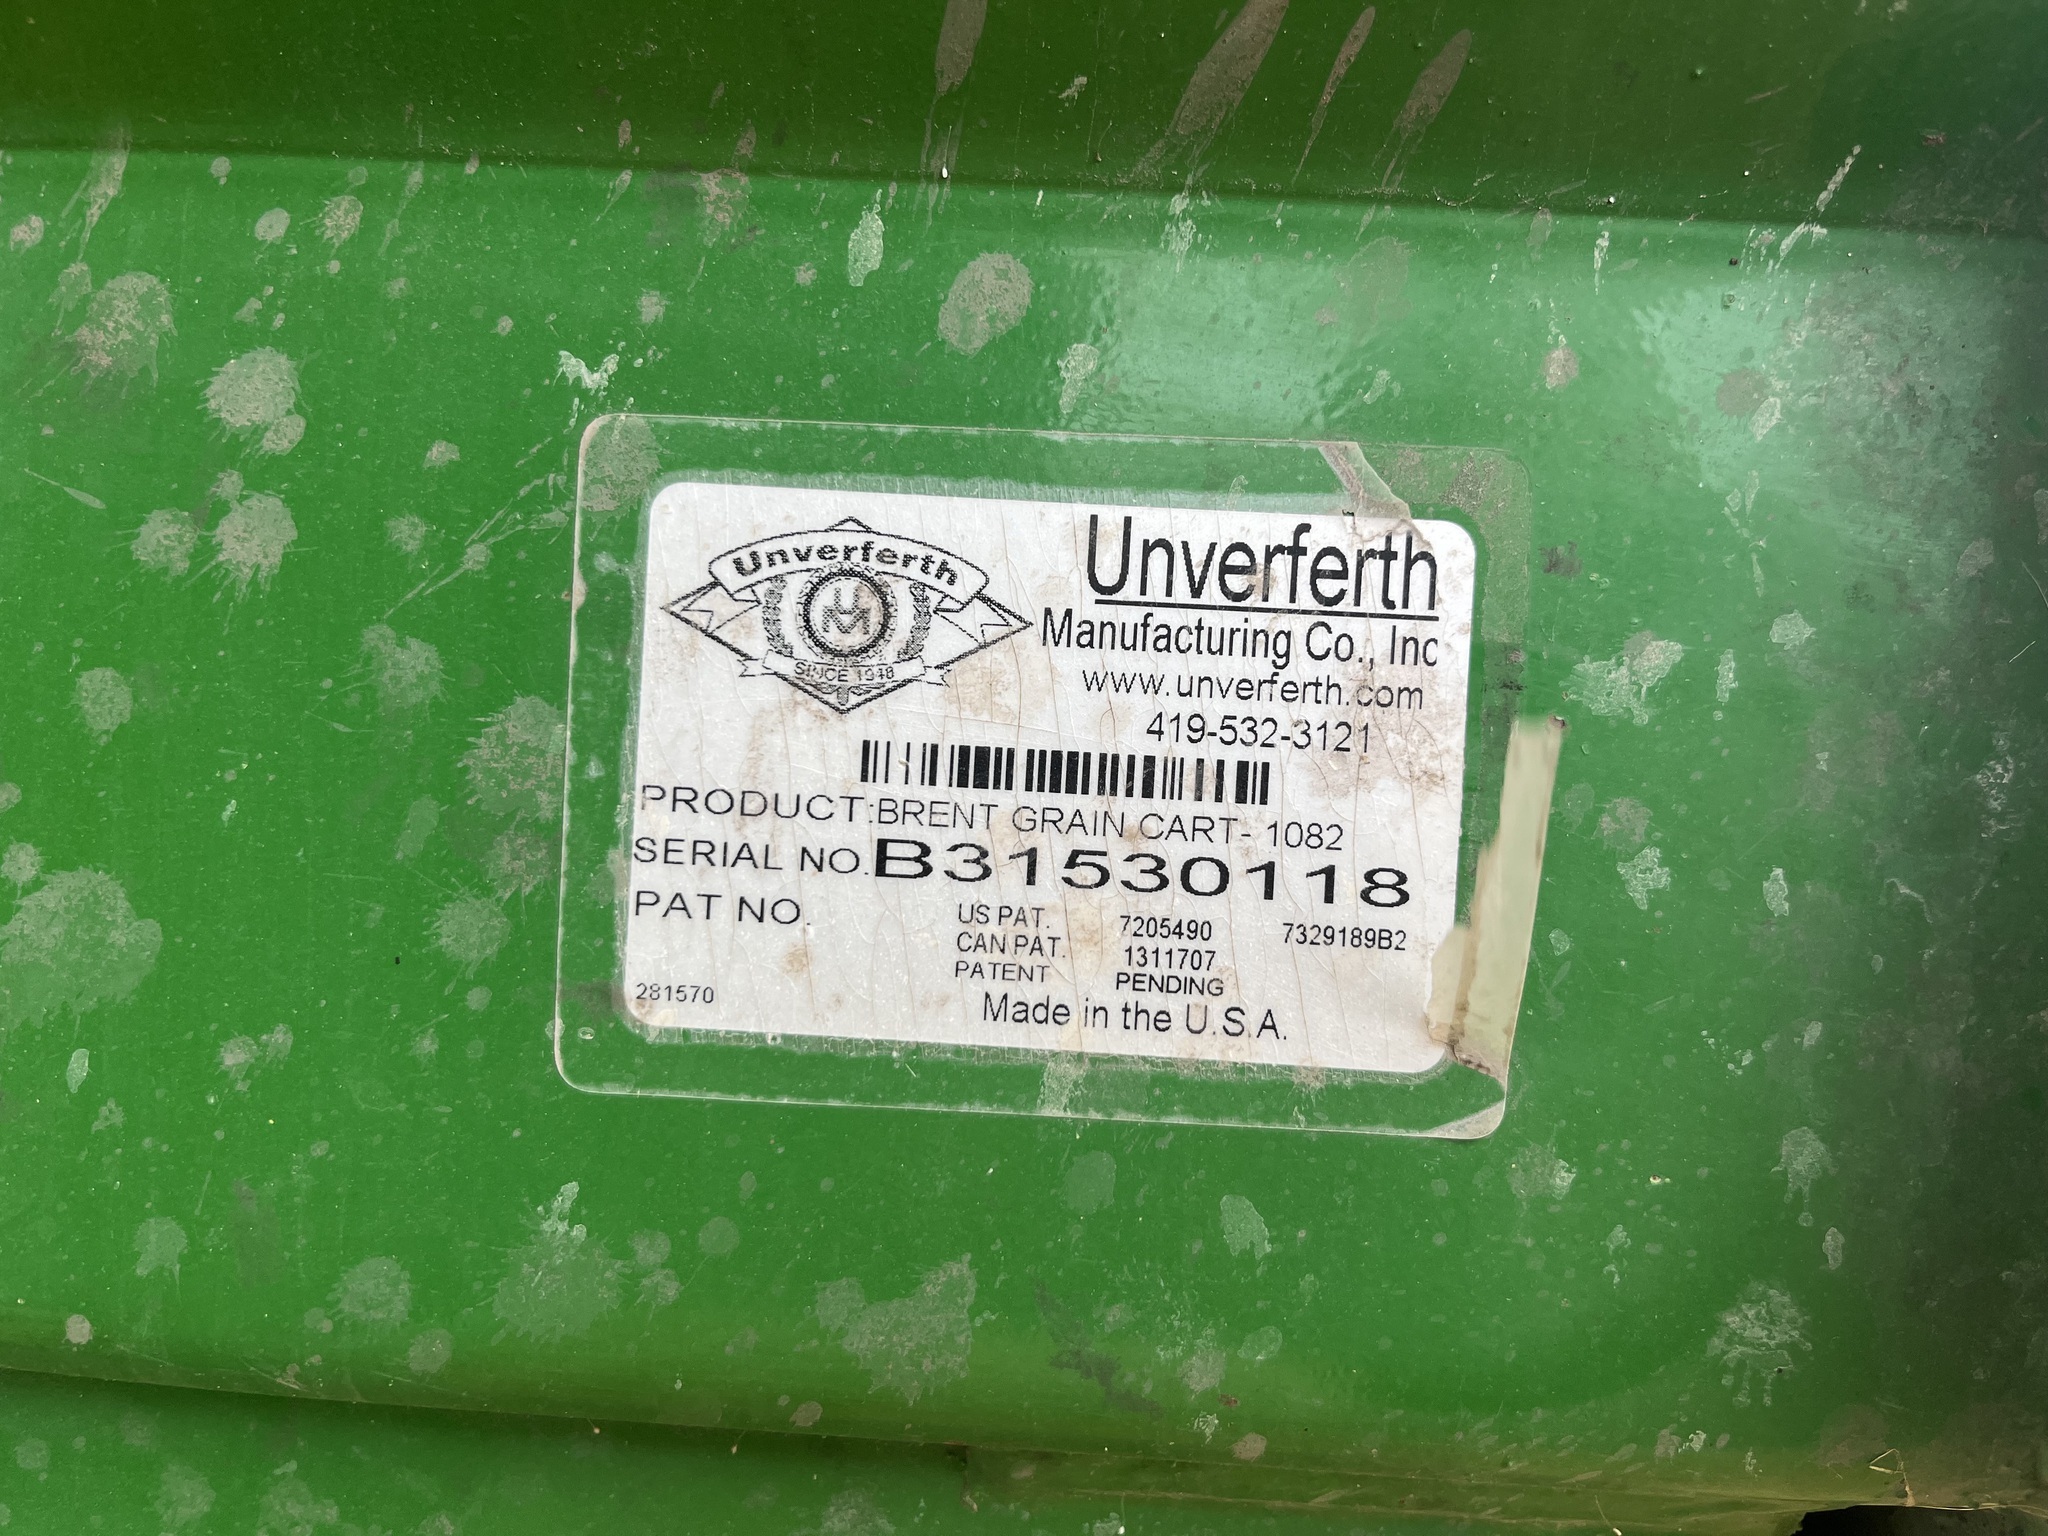 Unverferth
UM
SINCE 1948
Unverferth
Manufacturing Co., Inc
www.unverferth.com
419-532-3121
PRODUCT:BRENT GRAIN CART- 1082
SERIAL NO.B31530118
PAT NO.
US PAT. 7205490 7329189B2
CAN PAT. 1311707
PATENT PENDING
281570
Made in the U.S.A.